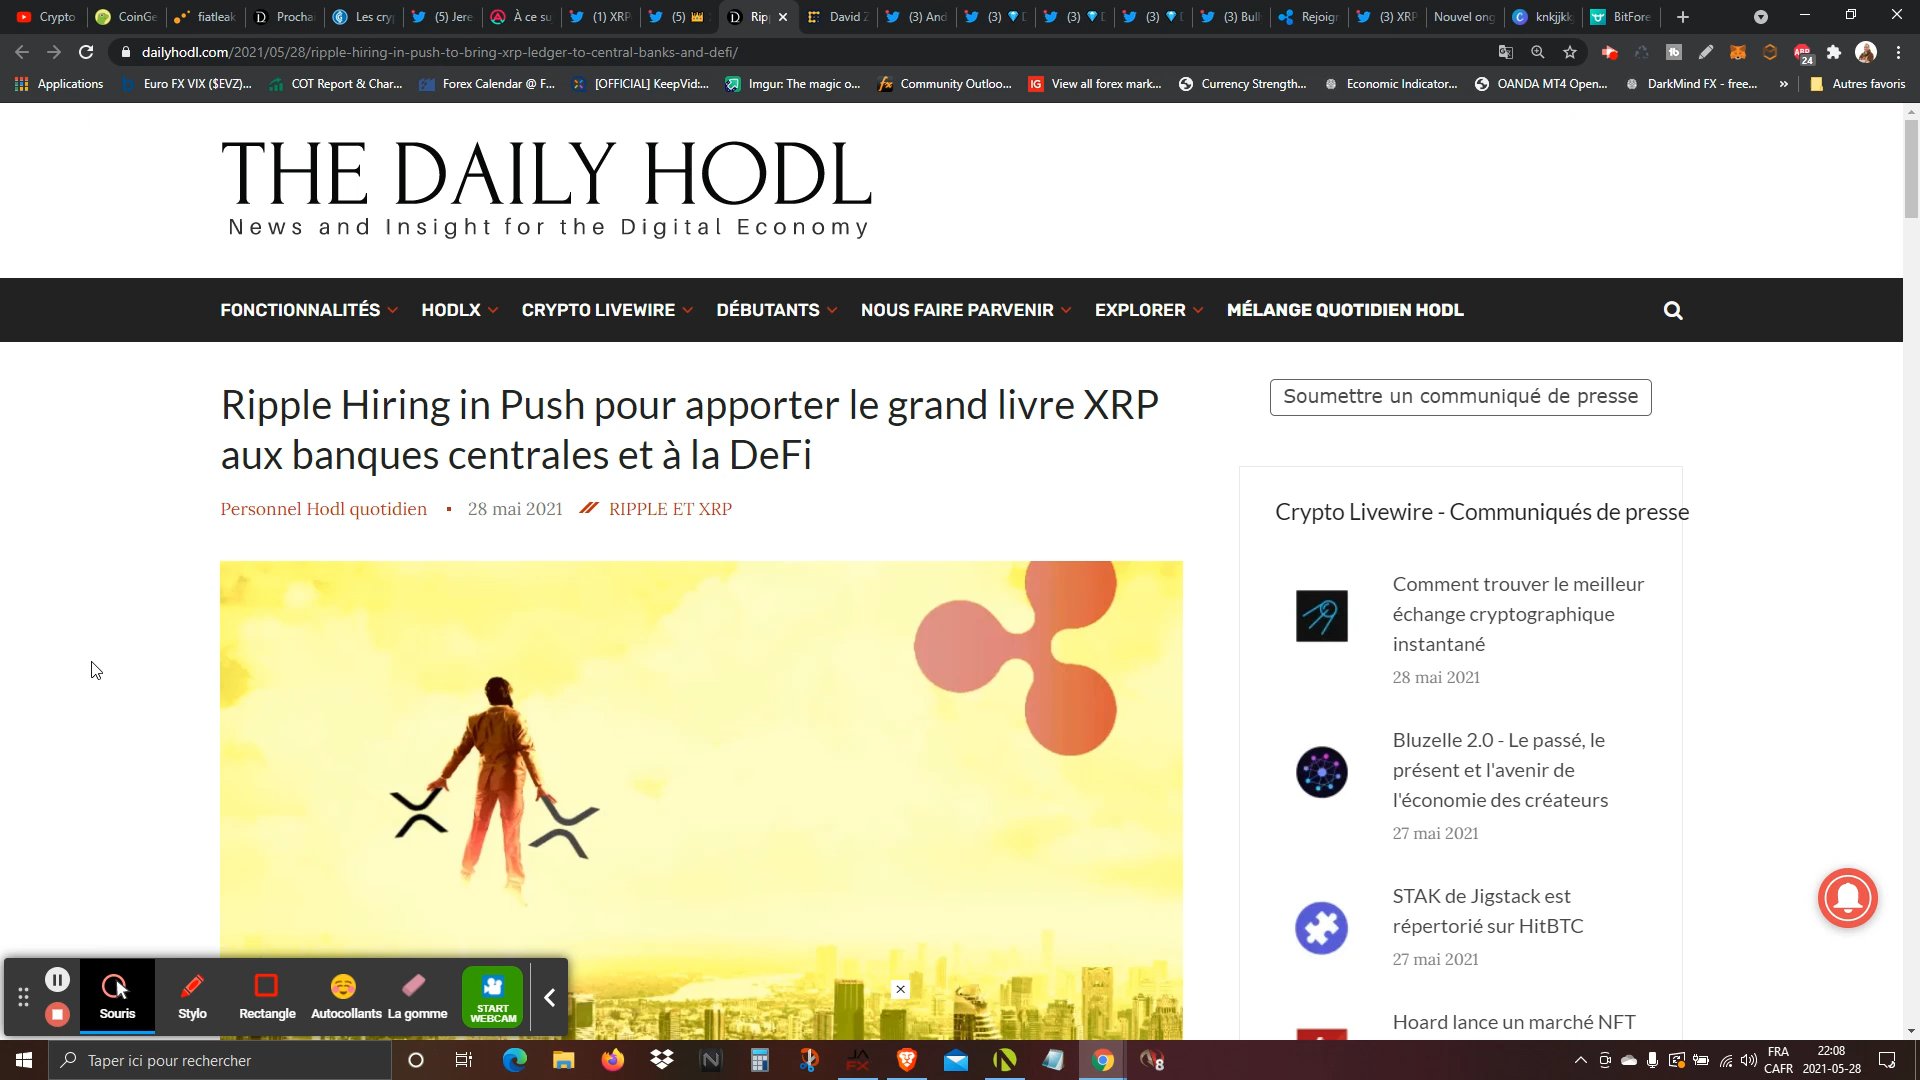 Crypto
CoinGe
fiatleak
Prochai
Les cry
(5) Jere
À ce su
(1) XRP
(5)
Rip
David Z
(3) And
(3)
(3)
(3)
(3) Bull
Rejoign
(3) XRP
Nouvel ong
knkjjkk
BitFore
dailyhodl.com/2021/05/28/ripple-hiring-in-push-to-bring-xrp-ledger-to-central-banks-and-defi/
24
Applications
Euro FX VIX ($EVZ)...
COT Report & Char...
Forex Calendar @ F...
[OFFICIAL] KeepVid:...
Imgur: The magic o...
Community Outloo...
View all forex mark...
Currency Strength...
Economic Indicator...
OANDA MT4 Open...
DarkMind FX - free...
Autres favoris
THE DAILY HODL
News and Insight for the Digital Economy
FONCTIONNALITÉS
HODLX
CRYPTO LIVEWIRE
DÉBUTANTS
NOUS FAIRE PARVENIR
EXPLORER
MÉLANGE QUOTIDIEN HODL
Ripple Hiring in Push pour apporter le grand livre XRP
aux banques centrales et à la DeFi
Personnel Hodl quotidien
28 mai 2021
RIPPLE ET XRP
Soumettre un communiqué de presse
Crypto Livewire - Communiqués de presse
Comment trouver le meilleur
échange cryptographique
instantané
28 mai 2021
Bluzelle 2.0 - Le passé, le
présent et l'avenir de
l'économie des créateurs
27 mai 2021
STAK de Jigstack est
répertorié sur HitBTC
27 mai 2021
Hoard lance un marché NFT
Souris
Stylo
Rectangle
Autocollants
La gomme
START
WEBCAM
Taper ici pour rechercher
FRA
CAFR
22:08
2021-05-28